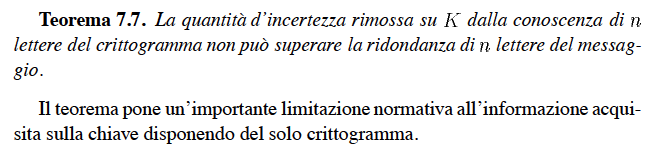 Teorema 7.7. La quantità d'incertezza rimossa su K dalla conoscenza di n
lettere del crittogramma non può superare la ridondanza di n lettere del messag-
gio.
Il teorema pone un'importante limitazione normativa all'informazione acqui-
sita sulla chiave disponendo del solo crittogramma.